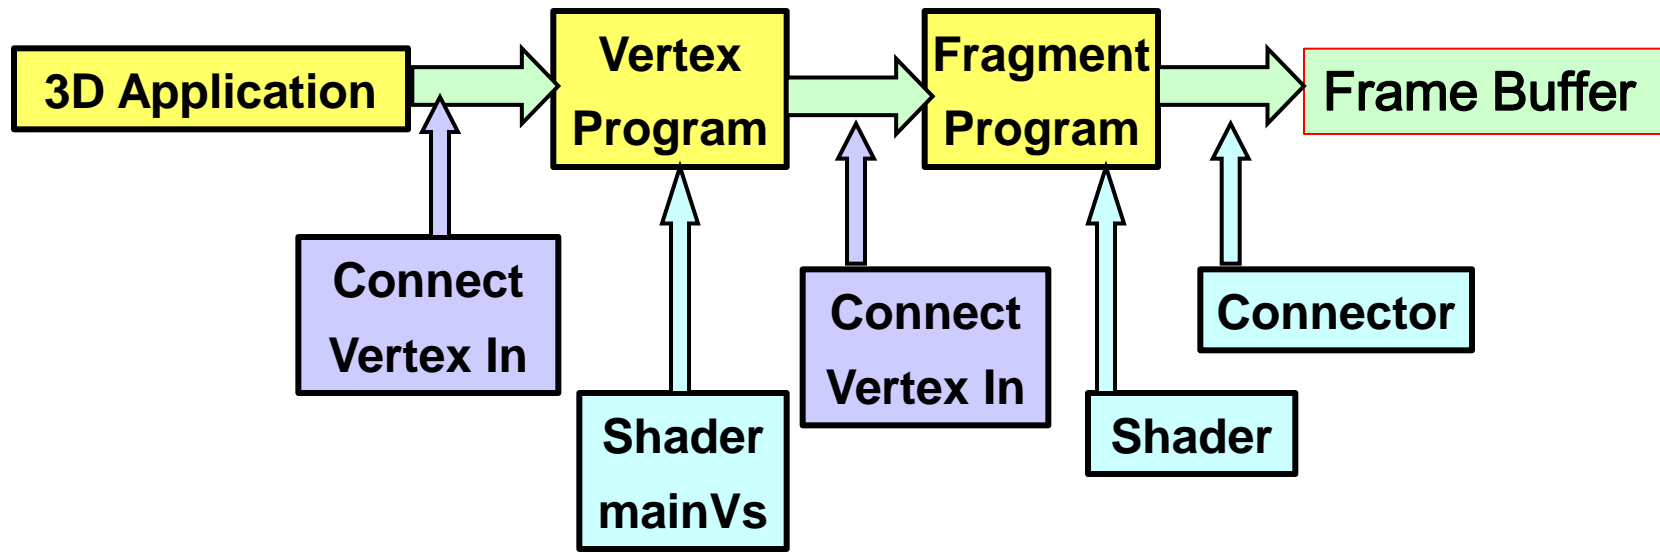 3D Application
Vertex
Program
Fragment
Program
Frame Buffer
Connect
Vertex In
Shader
mainVs
Connect
Vertex In
Shader
Connector